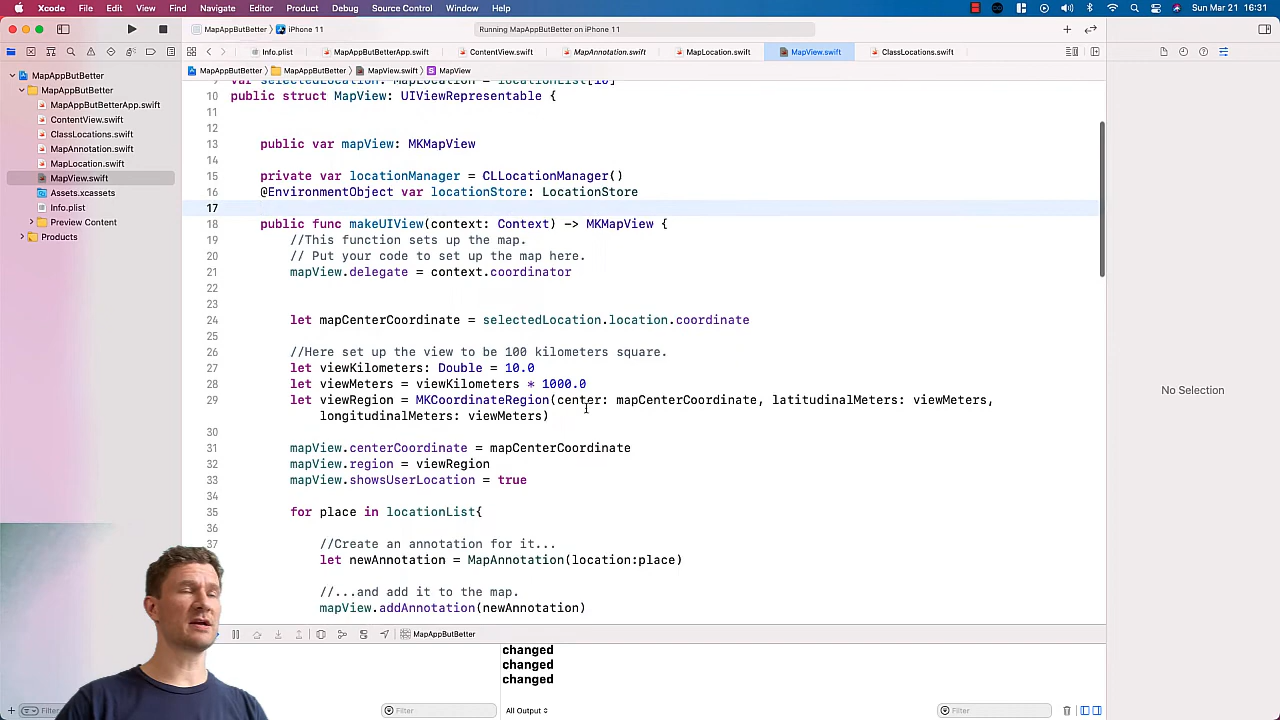 Xcode File Edit View Find Navigate Editor Product Debug Source Control Window Help Sun Mar 21 16:31
MapAppButBetter iPhone 11 Running MapAppButBetter on iPhone 11
Info.plist MapAppButBetterApp.swift ContentView.swift MapAnnotation.swift MapLocation.swift MapView.swift ClassLocations.swift
MapAppButBetter MapAppButBetter MapView.swift MapView
MapAppButBetter
MapAppButBetter
MapAppButBetterApp.swift
ContentView.swift
ClassLocations.swift
MapAnnotation.swift
MapLocation.swift
MapView.swift
Assets.xcassets
Info.plist
Preview Content
Products
9 var selectedLocation: MapLocation = locationList[10]
10 public struct MapView: UIViewRepresentable {
11
12
13 public var mapView: MKMapView
14
15 private var locationManager = CLLocationManager()
16 @EnvironmentObject var locationStore: LocationStore
17
18 public func makeUIView(context: Context) -> MKMapView {
19 //This function sets up the map.
20 // Put your code to set up the map here.
21 mapView.delegate = context.coordinator
22
23
24 let mapCenterCoordinate = selectedLocation.location.coordinate
25
26 //Here set up the view to be 100 kilometers square.
27 let viewKilometers: Double = 10.0
28 let viewMeters = viewKilometers * 1000.0
29 let viewRegion = MKCoordinateRegion(center: mapCenterCoordinate, latitudinalMeters: viewMeters,
longitudinalMeters: viewMeters)
30
31 mapView.centerCoordinate = mapCenterCoordinate
32 mapView.region = viewRegion
33 mapView.showsUserLocation = true
34
35 for place in locationList{
36
37 //Create an annotation for it...
let newAnnotation = MapAnnotation(location:place)
//...and add it to the map.
mapView.addAnnotation(newAnnotation)
No Selection
MapAppButBetter
changed
changed
changed
Filter Filter All Output Filter